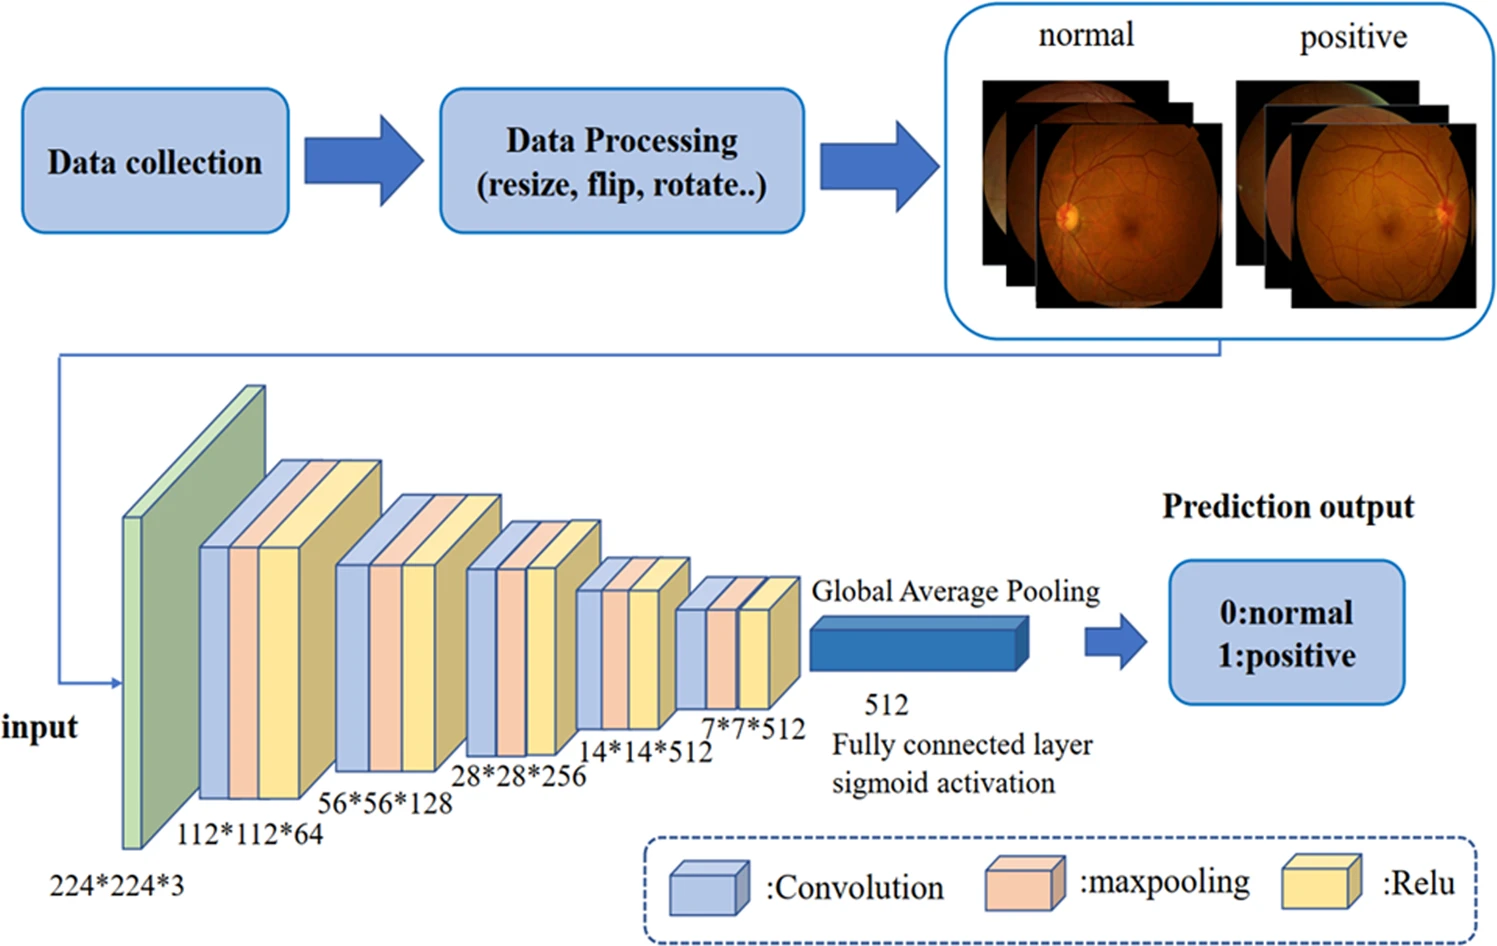 normal
positive
Data collection
Data Processing
(resize, flip, rotate..)
Prediction output
0:normal
1:positive
Global Average Pooling
512
Fully connected layer
sigmoid activation
input
7*7*512
14*14*512
28*28*256
56*56*128
112*112*64
224*224*3
:Convolution
:maxpooling
:Relu